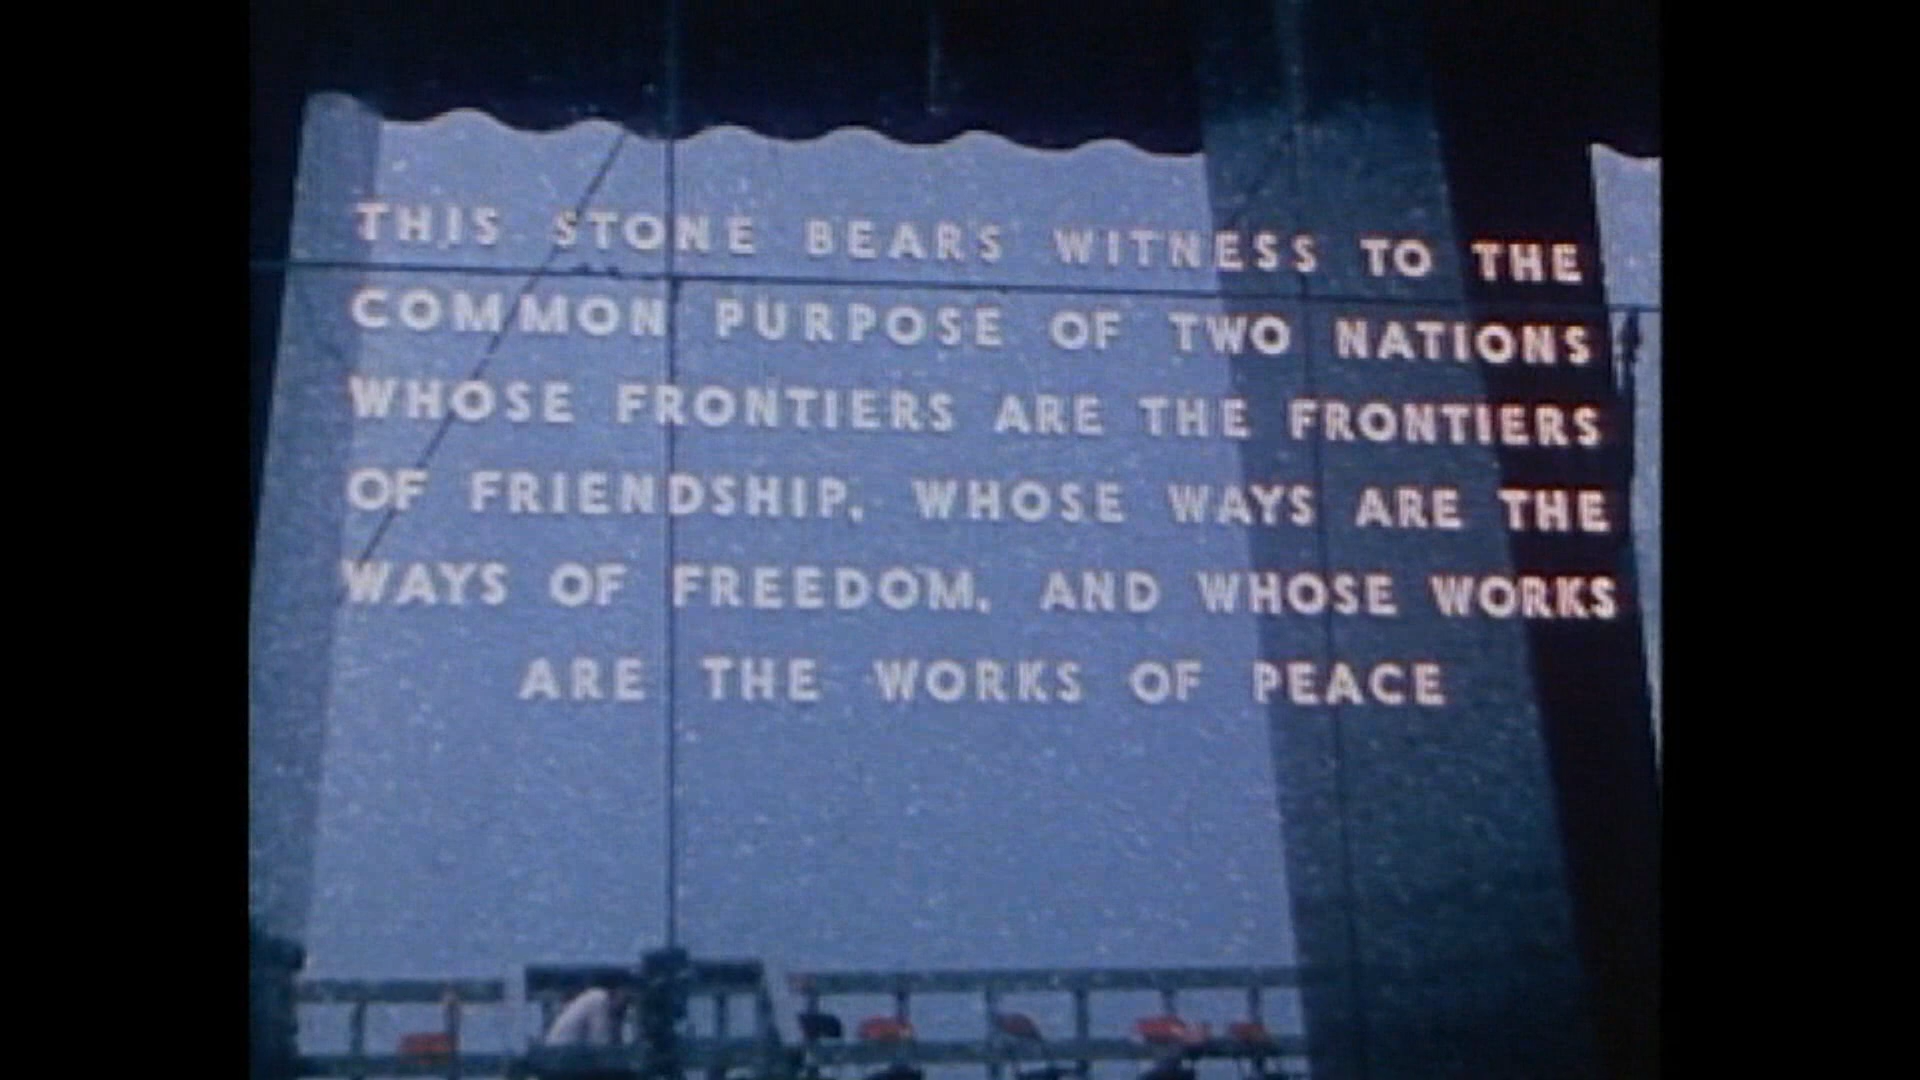 THIS STONE BEARS WITNESS TO THE
COMMON PURPOSE OF TWO NATIONS
WHOSE FRONTIERS ARE THE FRONTIERS
OF FRIENDSHIP, WHOSE WAYS ARE THE
WAYS OF FREEDOM, AND WHOSE WORKS
ARE THE WORKS OF PEACE